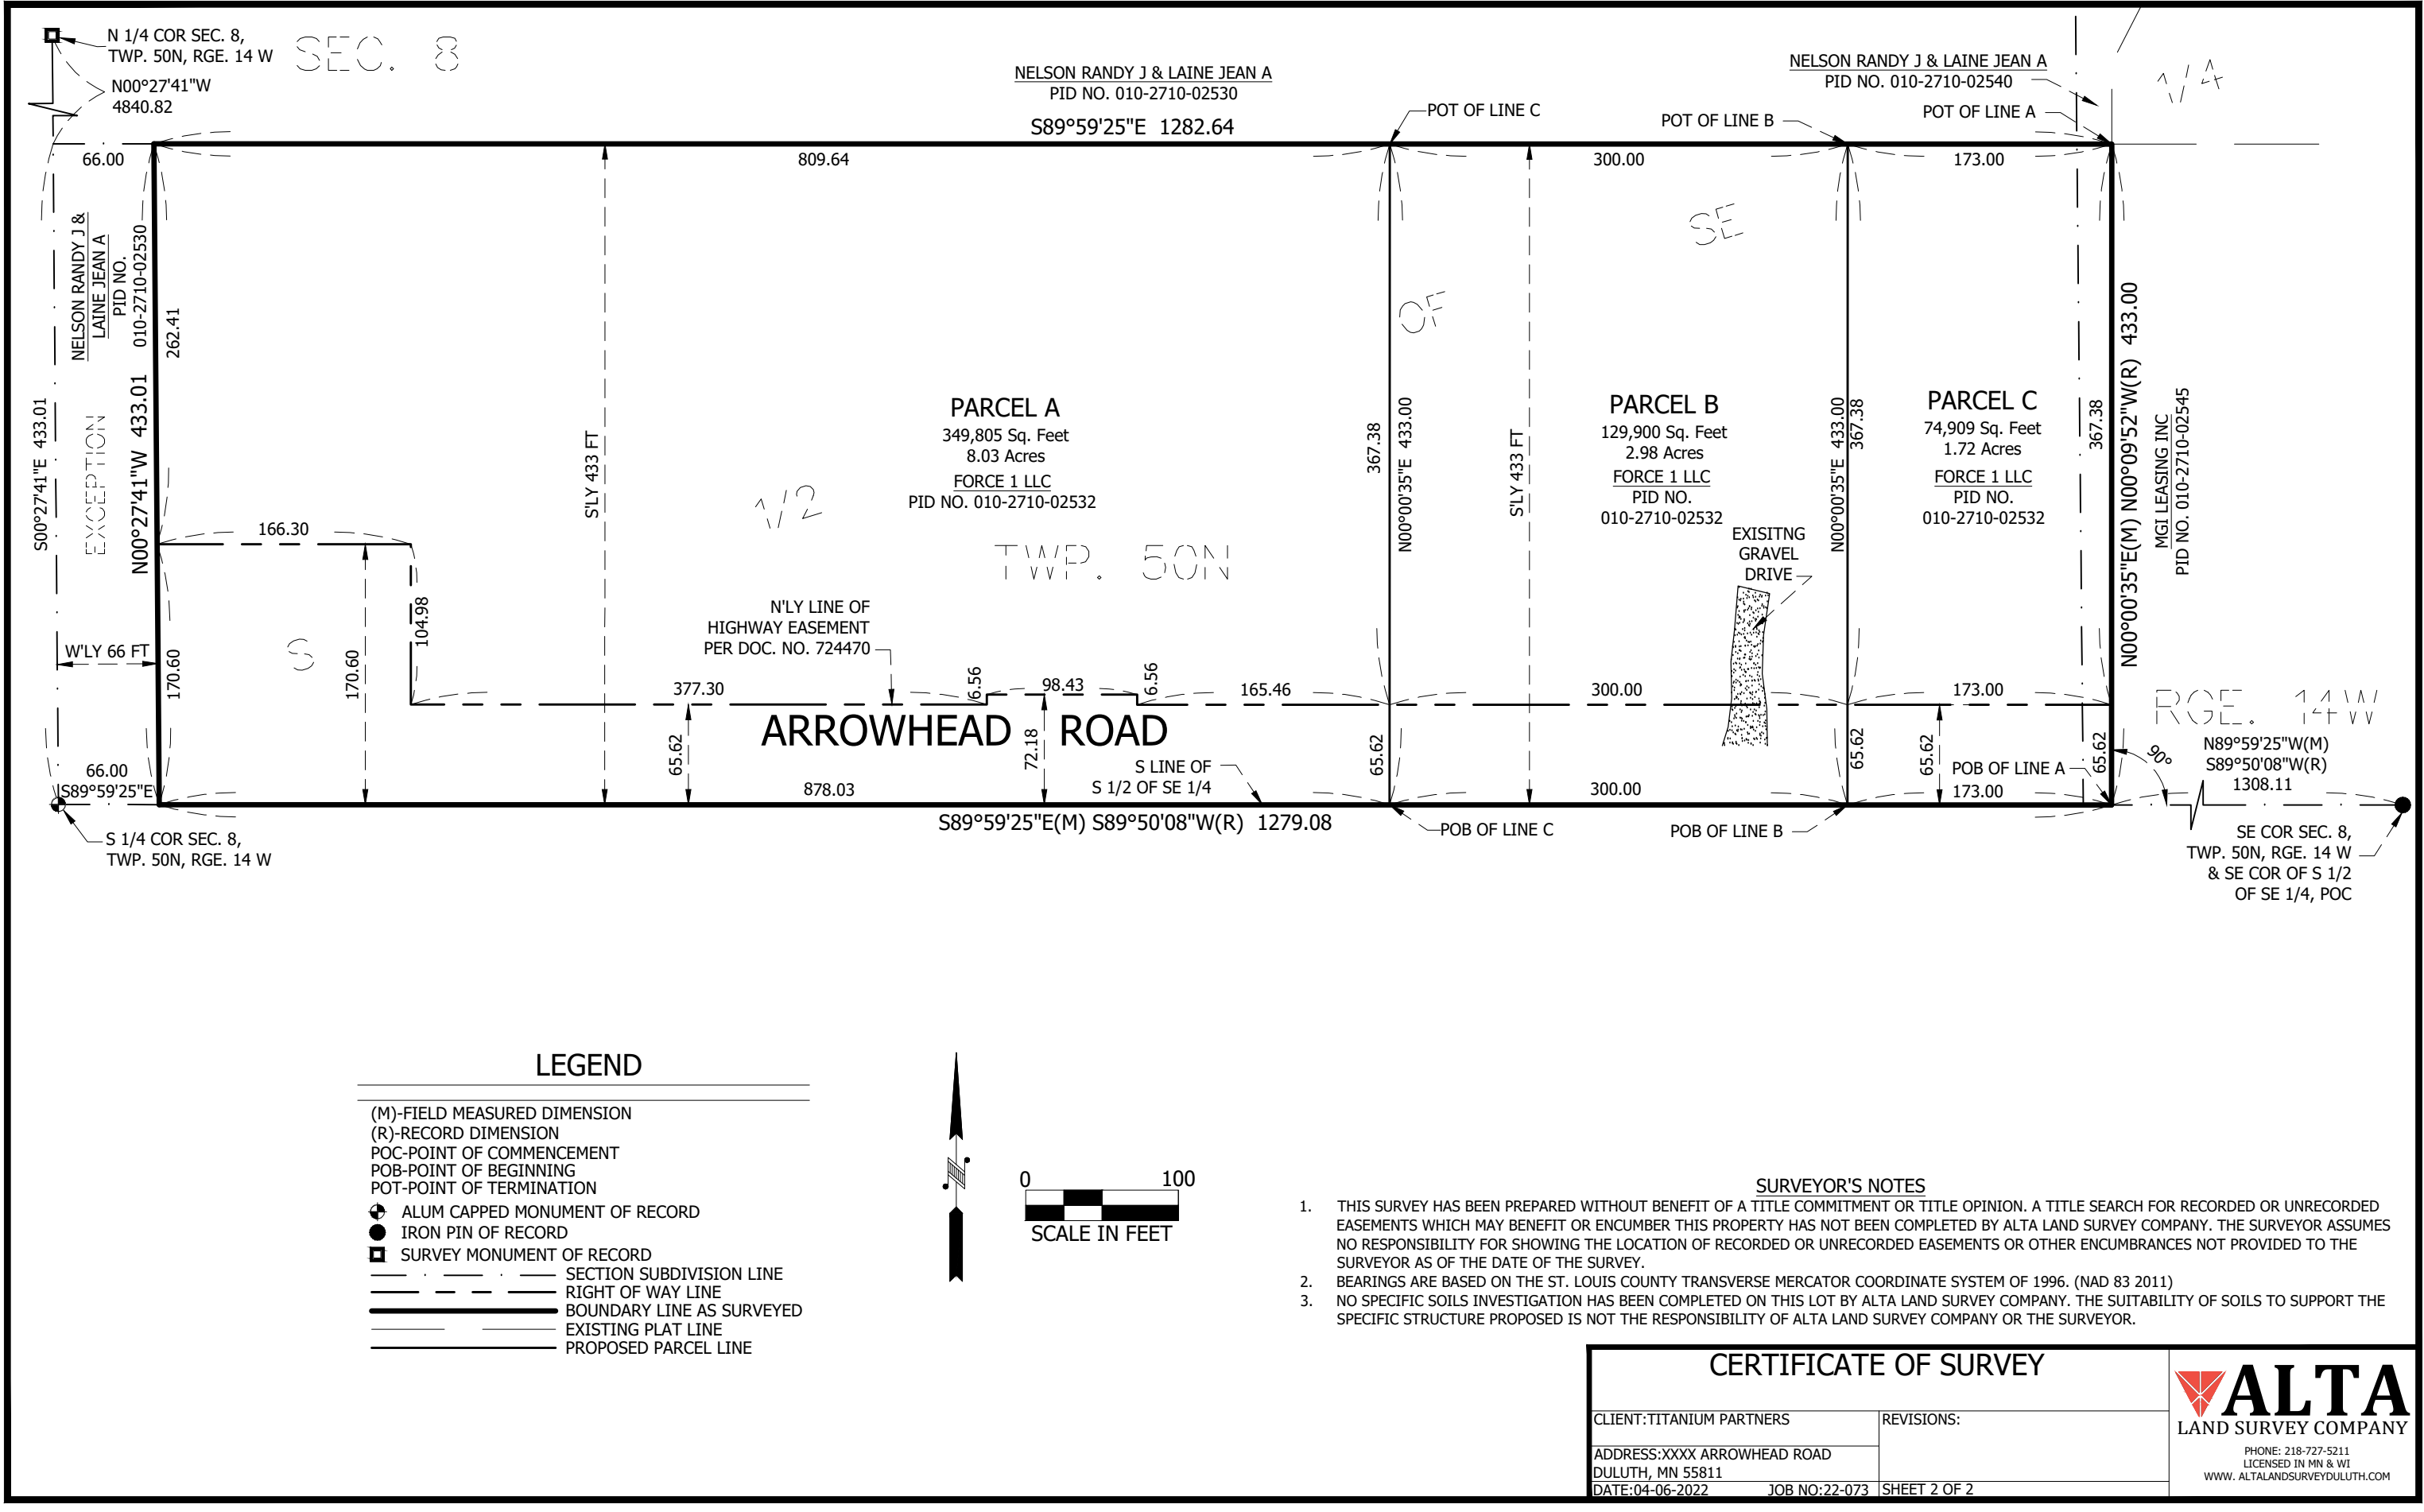 N 1/4 COR SEC. 8,
TWP. 50N, RGE. 14 W
SEC. 8
N00°27'41"W
4840.82
NELSON RANDY J & LAINE JEAN A
PID NO. 010-2710-02530
S89°59'25"E 1282.64
POT OF LINE C
POT OF LINE B
NELSON RANDY J & LAINE JEAN A
PID NO. 010-2710-02540
POT OF LINE A
1/4
66.00
809.64
300.00
173.00
NELSON RANDY J &
LAINE JEAN A
PID NO.
010-2710-02530
262.41
S00°27'41"E 433.01
EXCEPTION
N00°27'41"W 433.01
S'LY 433 FT
PARCEL A
349,805 Sq. Feet
8.03 Acres
FORCE 1 LLC
PID NO. 010-2710-02532
1/2
TWP. 50N
SE
OF
367.38
N00°00'35"E 433.00
S'LY 433 FT
PARCEL B
129,900 Sq. Feet
2.98 Acres
FORCE 1 LLC
PID NO.
010-2710-02532
EXISITNG
GRAVEL
DRIVE
N00°00'35"E 433.00
367.38
PARCEL C
74,909 Sq. Feet
1.72 Acres
FORCE 1 LLC
PID NO.
010-2710-02532
367.38
N00°00'35"E(M) N00°09'52"W(R) 433.00
MGI LEASING INC
PID NO. 010-2710-02545
166.30
104.98
S
W'LY 66 FT
170.60
170.60
N'LY LINE OF
HIGHWAY EASEMENT
PER DOC. NO. 724470
377.30
6.56
98.43
6.56
165.46
300.00
173.00
ARROWHEAD ROAD
RGE. 14W
65.62
72.18
65.62
65.62
65.62
65.62
S LINE OF
S 1/2 OF SE 1/4
POB OF LINE A
90°
N89°59'25"W(M)
S89°50'08"W(R)
1308.11
66.00
S89°59'25"E
878.03
300.00
173.00
S89°59'25"E(M) S89°50'08"W(R) 1279.08
POB OF LINE C
POB OF LINE B
S 1/4 COR SEC. 8,
TWP. 50N, RGE. 14 W
SE COR SEC. 8,
TWP. 50N, RGE. 14 W
& SE COR OF S 1/2
OF SE 1/4, POC
LEGEND
(M)-FIELD MEASURED DIMENSION
(R)-RECORD DIMENSION
POC-POINT OF COMMENCEMENT
POB-POINT OF BEGINNING
POT-POINT OF TERMINATION
ALUM CAPPED MONUMENT OF RECORD
IRON PIN OF RECORD
SURVEY MONUMENT OF RECORD
SECTION SUBDIVISION LINE
RIGHT OF WAY LINE
BOUNDARY LINE AS SURVEYED
EXISTING PLAT LINE
PROPOSED PARCEL LINE
0 100
SCALE IN FEET
SURVEYOR'S NOTES
1. THIS SURVEY HAS BEEN PREPARED WITHOUT BENEFIT OF A TITLE COMMITMENT OR TITLE OPINION. A TITLE SEARCH FOR RECORDED OR UNRECORDED
EASEMENTS WHICH MAY BENEFIT OR ENCUMBER THIS PROPERTY HAS NOT BEEN COMPLETED BY ALTA LAND SURVEY COMPANY. THE SURVEYOR ASSUMES
NO RESPONSIBILITY FOR SHOWING THE LOCATION OF RECORDED OR UNRECORDED EASEMENTS OR OTHER ENCUMBRANCES NOT PROVIDED TO THE
SURVEYOR AS OF THE DATE OF THE SURVEY.
2. BEARINGS ARE BASED ON THE ST. LOUIS COUNTY TRANSVERSE MERCATOR COORDINATE SYSTEM OF 1996. (NAD 83 2011)
3. NO SPECIFIC SOILS INVESTIGATION HAS BEEN COMPLETED ON THIS LOT BY ALTA LAND SURVEY COMPANY. THE SUITABILITY OF SOILS TO SUPPORT THE
SPECIFIC STRUCTURE PROPOSED IS NOT THE RESPONSIBILITY OF ALTA LAND SURVEY COMPANY OR THE SURVEYOR.
CERTIFICATE OF SURVEY
CLIENT:TITANIUM PARTNERS
REVISIONS:
ADDRESS:XXXX ARROWHEAD ROAD
DULUTH, MN 55811
DATE:04-06-2022 JOB NO:22-073 SHEET 2 OF 2
ALTA
LAND SURVEY COMPANY
PHONE: 218-727-5211
LICENSED IN MN & WI
WWW. ALTALANDSURVEYDULUTH.COM